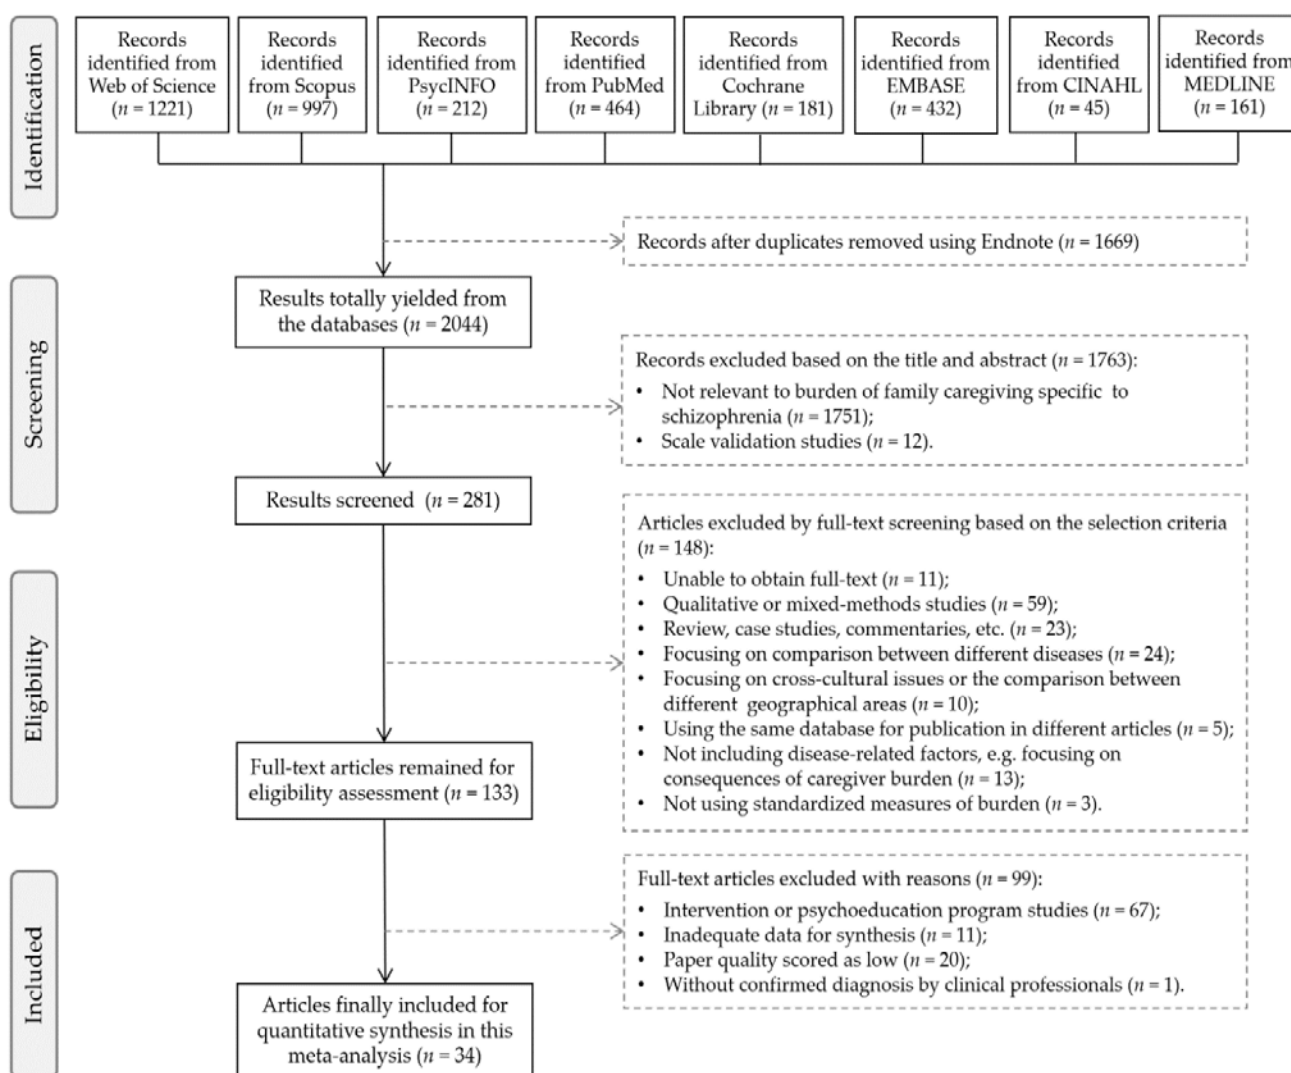 Identification
Records
identified from
Web of Science
(n = 1221)
Records
identified
from Scopus
(n = 997)
Records
identified from
PsycINFO
(n = 212)
Records
identified
from PubMed
(n = 464)
Records
identified from
Cochrane
Library (n = 181)
Records
identified from
EMBASE
(n = 432)
Records
identified
from CINAHL
(n = 45)
Records
identified from
MEDLINE
(n = 161)
Records after duplicates removed using Endnote (n = 1669)
Screening
Results totally yielded from
the databases (n = 2044)
Records excluded based on the title and abstract (n = 1763):
• Not relevant to burden of family caregiving specific to
schizophrenia (n = 1751);
• Scale validation studies (n = 12).
Results screened (n = 281)
Eligibility
Articles excluded by full-text screening based on the selection criteria
(n = 148):
• Unable to obtain full-text (n = 11);
• Qualitative or mixed-methods studies (n = 59);
• Review, case studies, commentaries, etc. (n = 23);
• Focusing on comparison between different diseases (n = 24);
• Focusing on cross-cultural issues or the comparison between
different geographical areas (n = 10);
• Using the same database for publication in different articles (n = 5);
• Not including disease-related factors, e.g. focusing on
consequences of caregiver burden (n = 13);
• Not using standardized measures of burden (n = 3).
Full-text articles remained for
eligibility assessment (n = 133)
Included
Full-text articles excluded with reasons (n = 99):
• Intervention or psychoeducation program studies (n = 67);
• Inadequate data for synthesis (n = 11);
• Paper quality scored as low (n = 20);
• Without confirmed diagnosis by clinical professionals (n = 1).
Articles finally included for
quantitative synthesis in this
meta-analysis (n = 34)